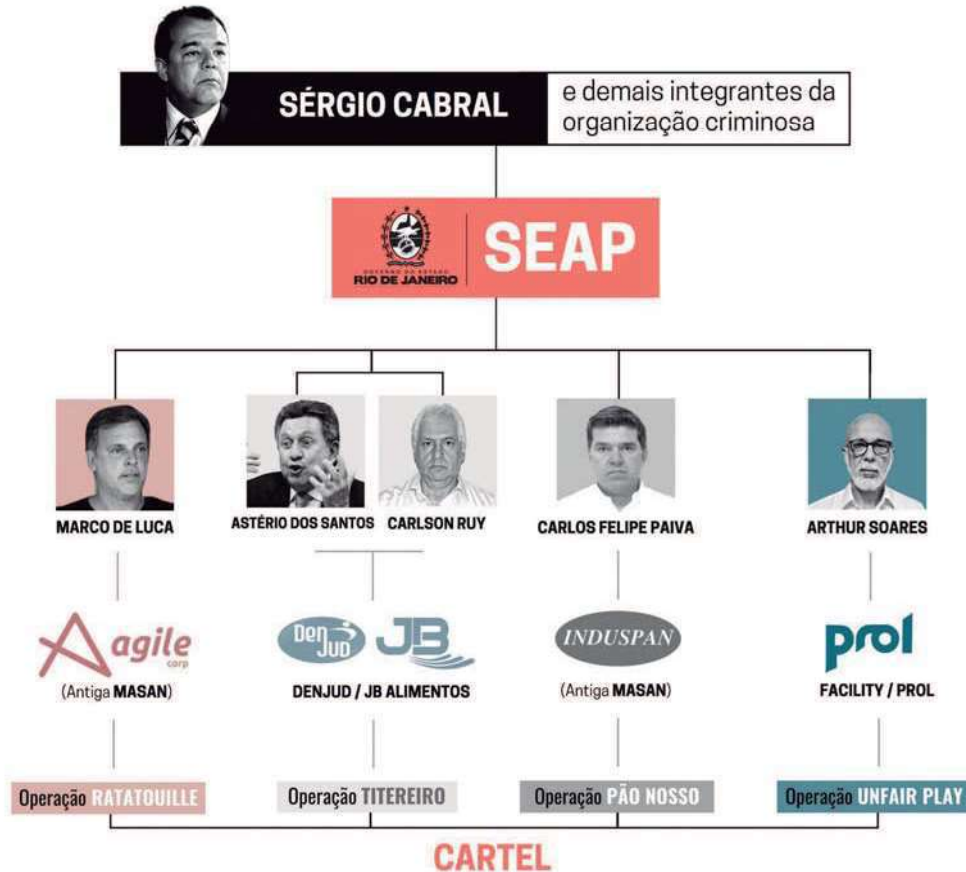 SÉRGIO CABRAL
e demais integrantes da
organização criminosa
GOVERNO DO ESTADO
RIO DE JANEIRO
SEAP
MARCO DE LUCA
ASTÉRIO DOS SANTOS
CARLSON RUY
CARLOS FELIPE PAIVA
ARTHUR SOARES
agile
corp
(Antiga MASAN)
Den
JUD
JB
DENJUD / JB ALIMENTOS
INDUSPAN
(Antiga MASAN)
prol
FACILITY / PROL
Operação RATATOUILLE
Operação TITEREIRO
Operação PÃO NOSSO
Operação UNFAIR PLAY
CARTEL